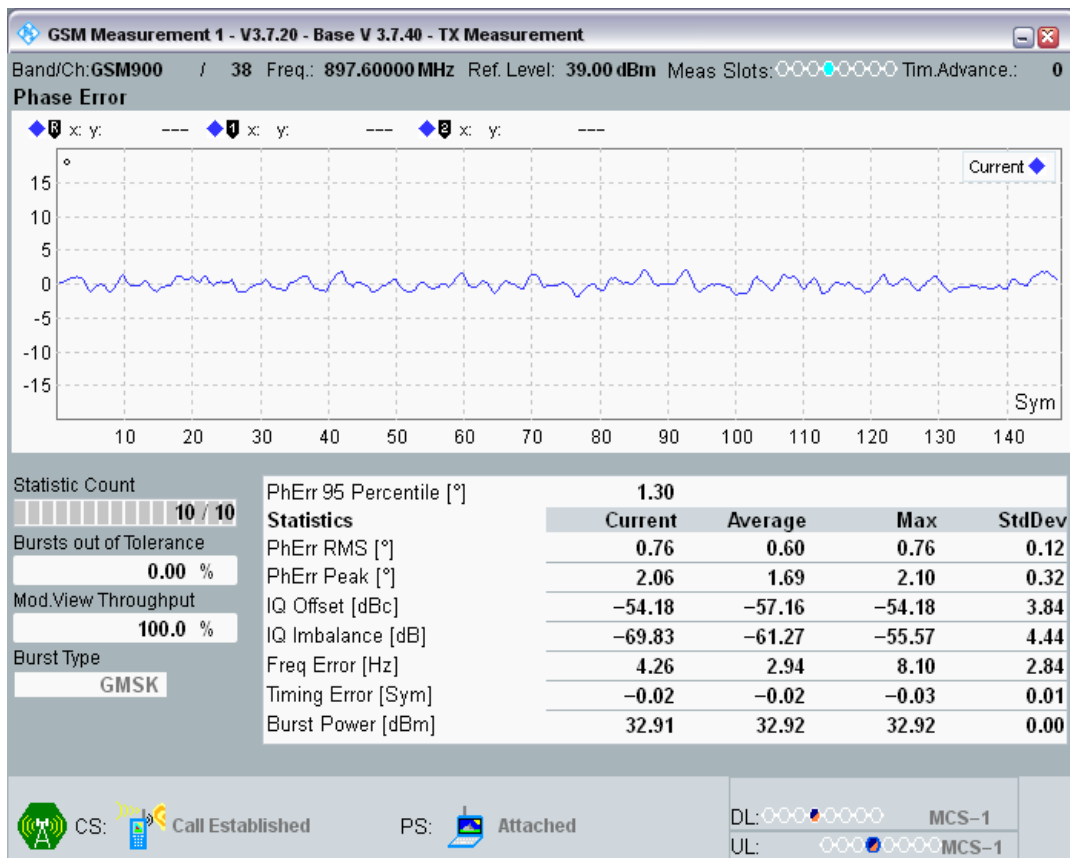 GSM Measurement 1 - V3.7.20 - Base V 3.7.40 - TX Measurement
Band/Ch:GSM900 / 38 Freq.: 897.60000 MHz Ref. Level: 39.00 dBm Meas Slots: Tim.Advance.: 0
Phase Error
R x: y: --- 1 x: y: --- 2 x: y: ---
° Current
15
10
5
0
-5
-10
-15
Sym
10 20 30 40 50 60 70 80 90 100 110 120 130 140
Statistic Count
10 / 10
Bursts out of Tolerance
0.00 %
Mod.View Throughput
100.0 %
Burst Type
GMSK
PhErr 95 Percentile [°] 1.30
Statistics Current Average Max StdDev
PhErr RMS [°] 0.76 0.60 0.76 0.12
PhErr Peak [°] 2.06 1.69 2.10 0.32
IQ Offset [dBc] −54.18 −57.16 −54.18 3.84
IQ Imbalance [dB] −69.83 −61.27 −55.57 4.44
Freq Error [Hz] 4.26 2.94 8.10 2.84
Timing Error [Sym] −0.02 −0.02 −0.03 0.01
Burst Power [dBm] 32.91 32.92 32.92 0.00
CS: Call Established PS: Attached
DL: MCS−1
UL: MCS−1